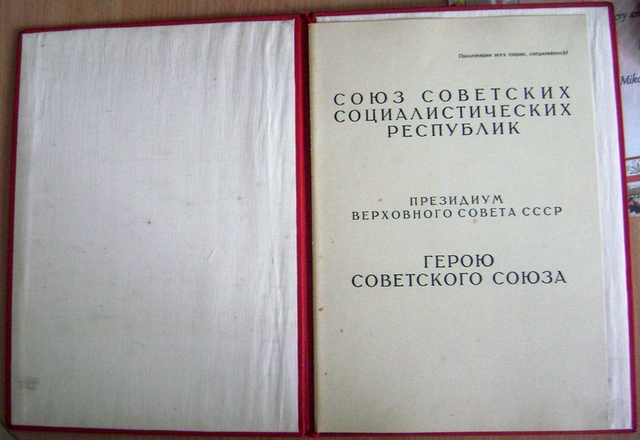 Пролетарии всех стран, соединяйтесь!
СОЮЗ СОВЕТСКИХ
СОЦИАЛИСТИЧЕСКИХ
РЕСПУБЛИК
ПРЕЗИДИУМ
ВЕРХОВНОГО СОВЕТА СССР
ГЕРОЮ
СОВЕТСКОГО СОЮЗА